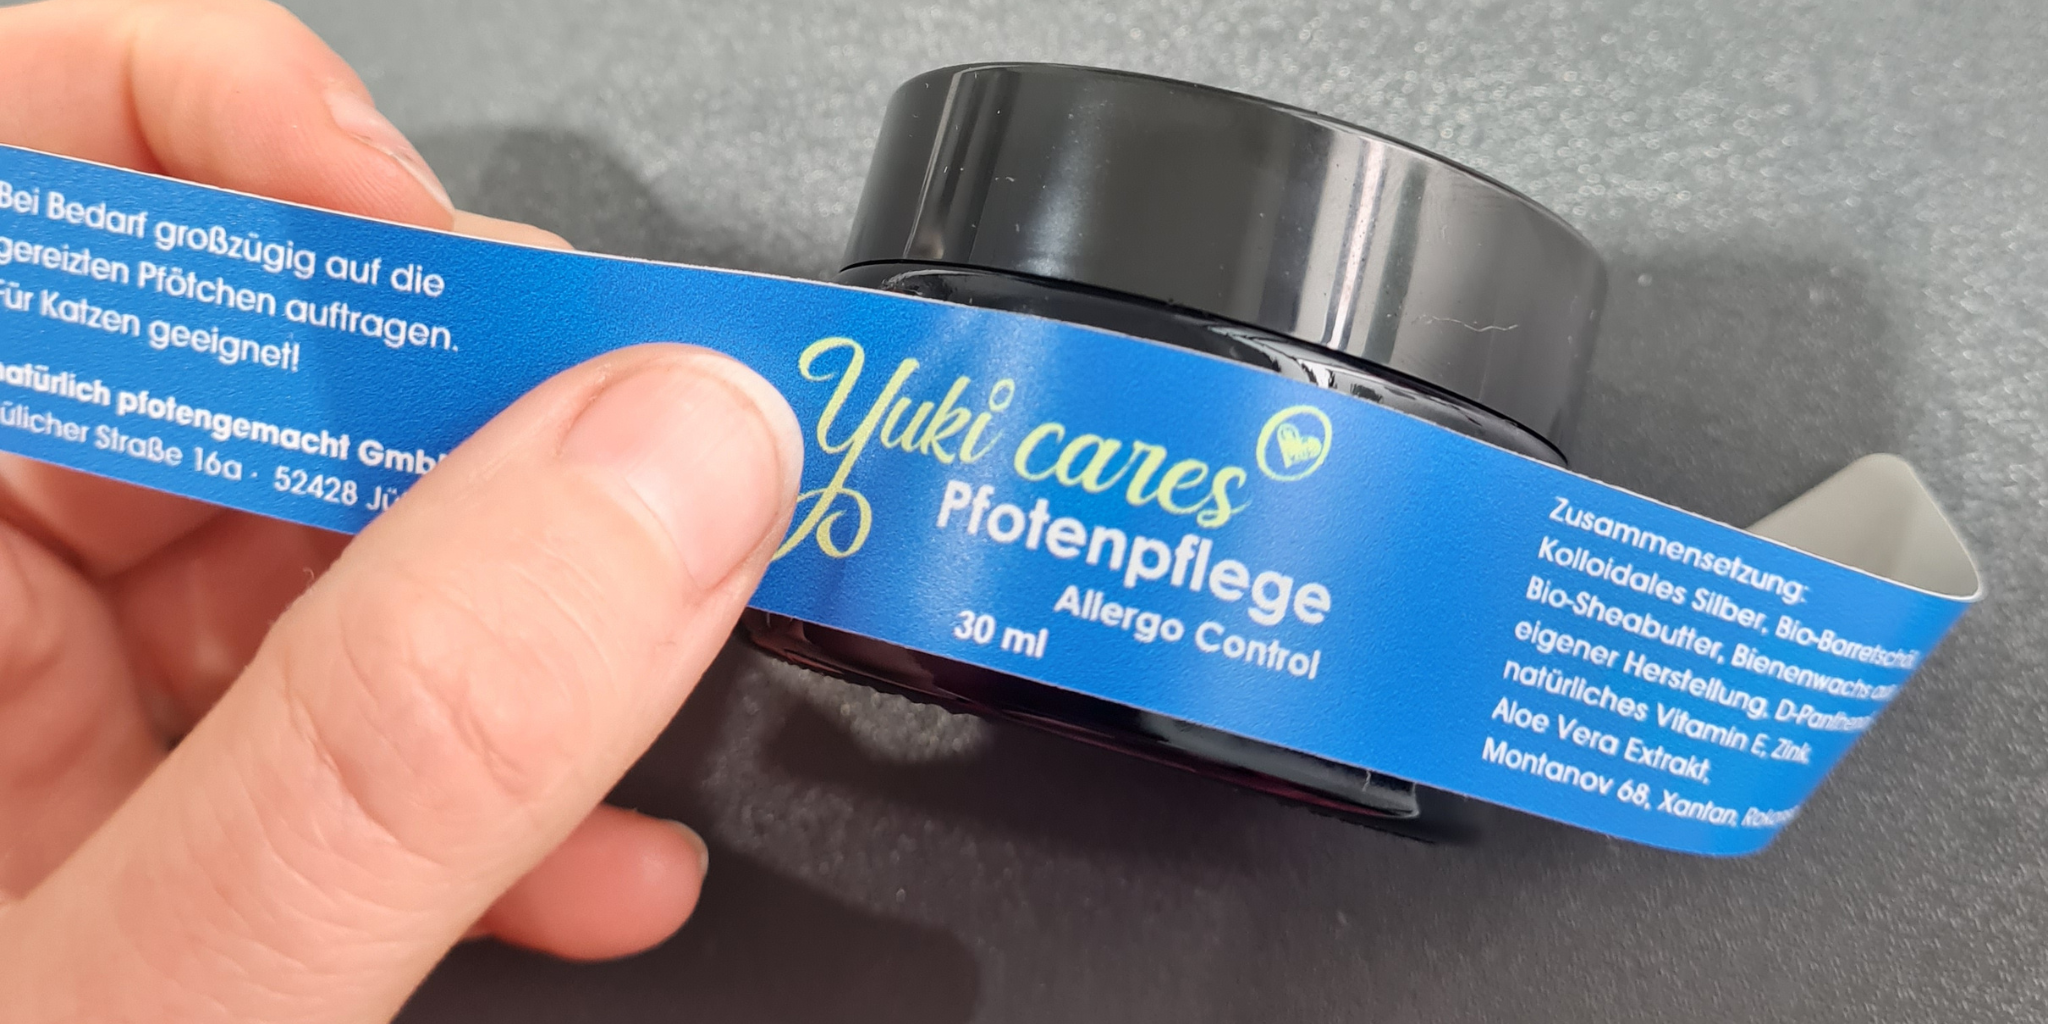 Bei Bedarf großzügig auf die
gereizten Pfötchen auftragen.
Für Katzen geeignet!
natürlich pfotengemacht
Straße 16a · 52428
Yuki cares
Pfotenpflege
Allergo Control
30 ml
Zusammensetzung:
Kolloidales Silber,
Bio-Sheabutter, Bienenwachs
eigener Herstellung,
natürliches Vitamin E, Zink,
Aloe Vera Extrakt,
Montanov 68, Xantan,